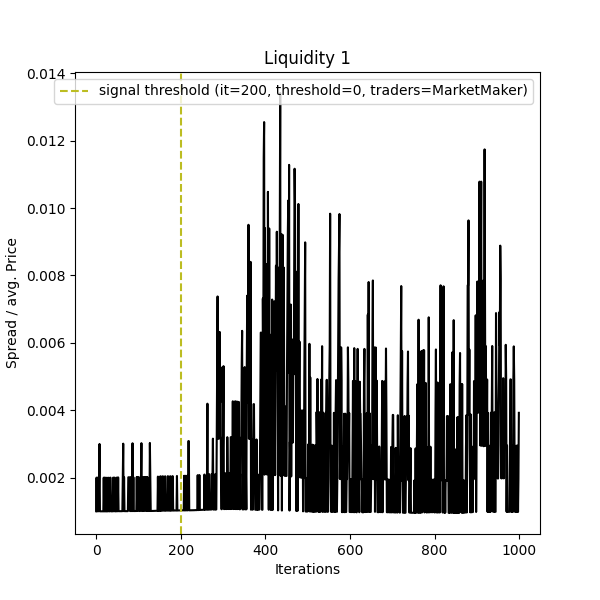 Liquidity 1
signal threshold (it=200, threshold=0, traders=MarketMaker)
Spread / avg. Price
0.014
0.012
0.010
0.008
0.006
0.004
0.002
0 200 400 600 800 1000
Iterations